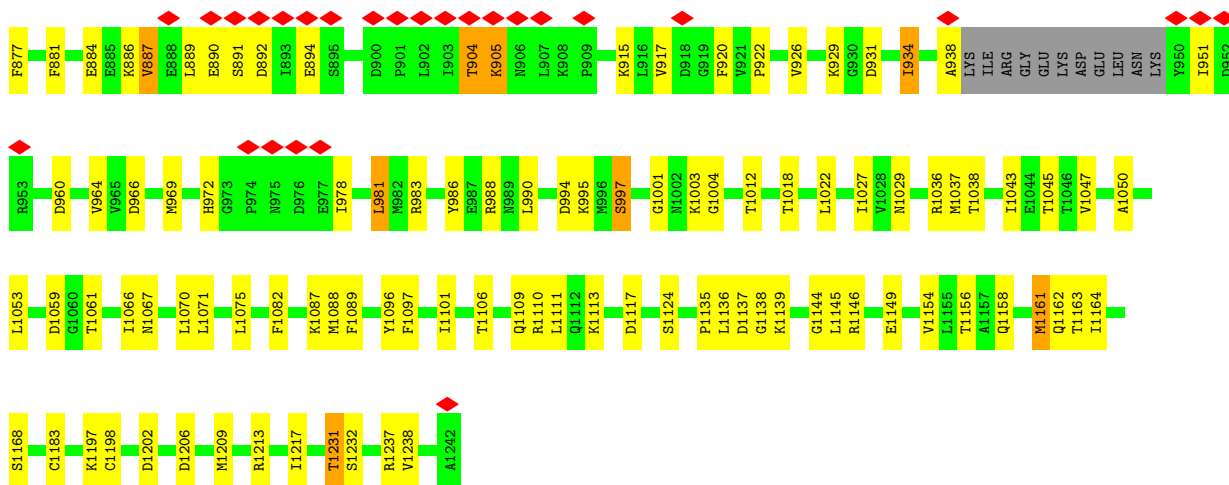 F877 F881 E884 E885 K886 V887 E888 L889 E890 S891 D892 I893 E894 S895 D900 P901 L902 I903 T904 K905 N906 L907 K908 P909 K915 L916 V917 D918 G919 F920 V921 P922 V926 K929 G930 D931 I934 A938 LYS ILE ARG GLY GLU LYS ASP GLU LEU ASN LYS Y950 I951 D952
R953 D960 V964 V965 D966 M969 H972 G973 P974 N975 D976 E977 I978 L981 M982 R983 Y986 E987 R988 N989 L990 D994 K995 M996 S997 G1001 N1002 K1003 G1004 T1012 T1018 L1022 I1027 V1028 N1029 R1036 M1037 T1038 I1043 E1044 T1045 T1046 V1047 A1050
L1053 D1059 G1060 T1061 I1066 N1067 L1070 L1071 L1075 F1082 K1087 M1088 F1089 Y1096 F1097 I1101 T1106 Q1109 R1110 L1111 Q1112 K1113 D1117 S1124 P1135 L1136 D1137 G1138 K1139 G1144 L1145 R1146 E1149 V1154 L1155 T1156 A1157 Q1158 M1161 Q1162 T1163 I1164
S1168 C1183 K1197 C1198 D1202 D1206 M1209 R1213 I1217 T1231 S1232 R1237 V1238 A1242